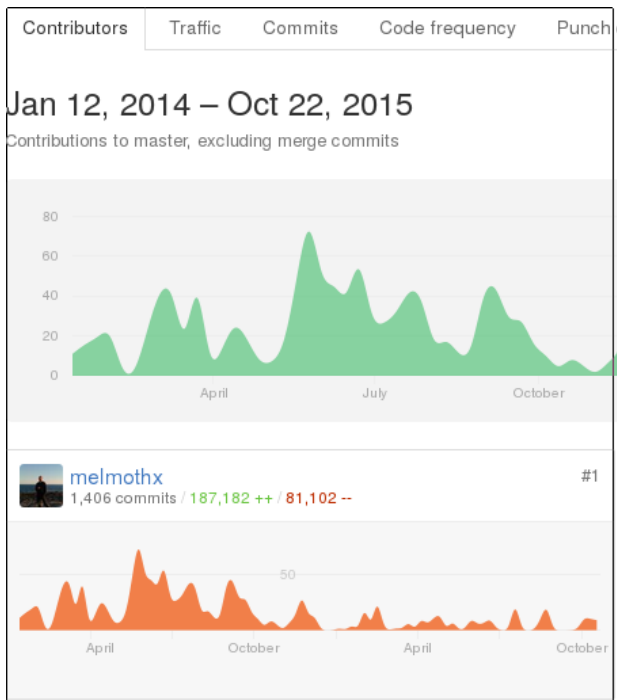 Contributors Traffic Commits Code frequency Punch
Jan 12, 2014 – Oct 22, 2015
Contributions to master, excluding merge commits
80
60
40
20
0
April July October
melmothx #1
1,406 commits / 187,182 ++ / 81,102 --
50
April October April October